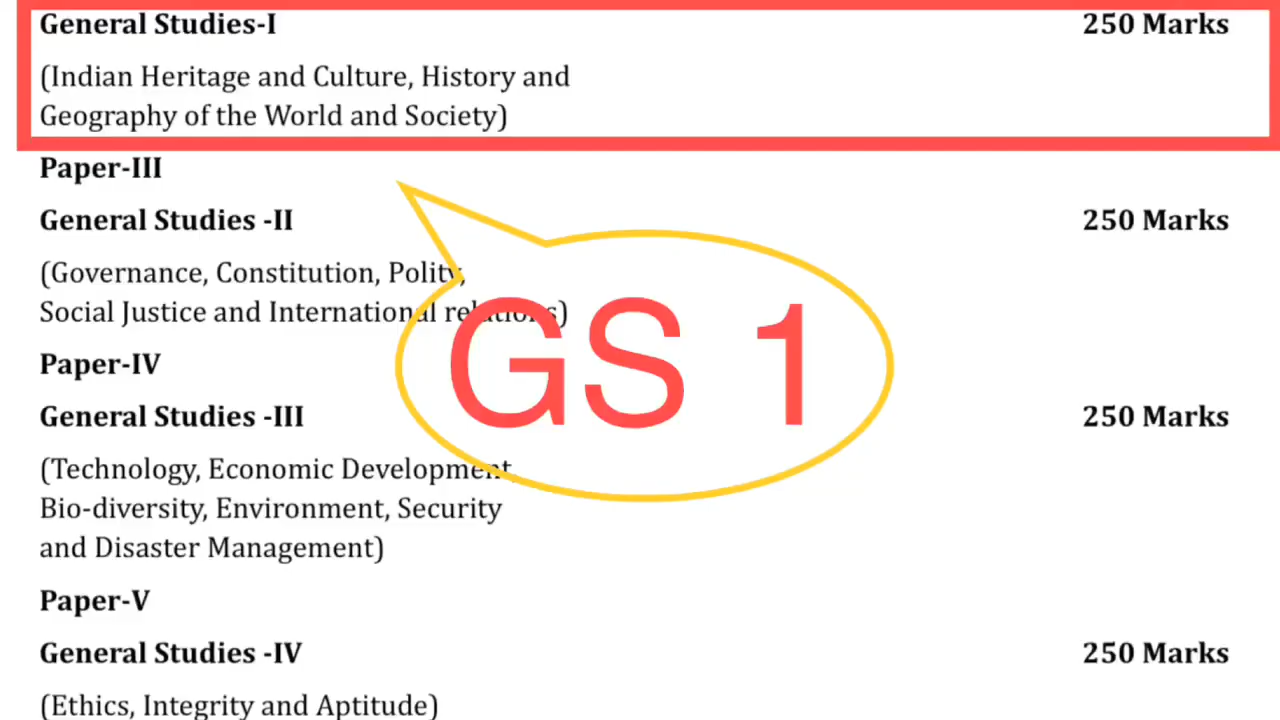 General Studies-I 250 Marks
(Indian Heritage and Culture, History and
Geography of the World and Society)
Paper-III
General Studies -II 250 Marks
(Governance, Constitution, Polity,
Social Justice and International relations)
GS 1
Paper-IV
General Studies -III 250 Marks
(Technology, Economic Development,
Bio-diversity, Environment, Security
and Disaster Management)
Paper-V
General Studies -IV 250 Marks
(Ethics, Integrity and Aptitude)